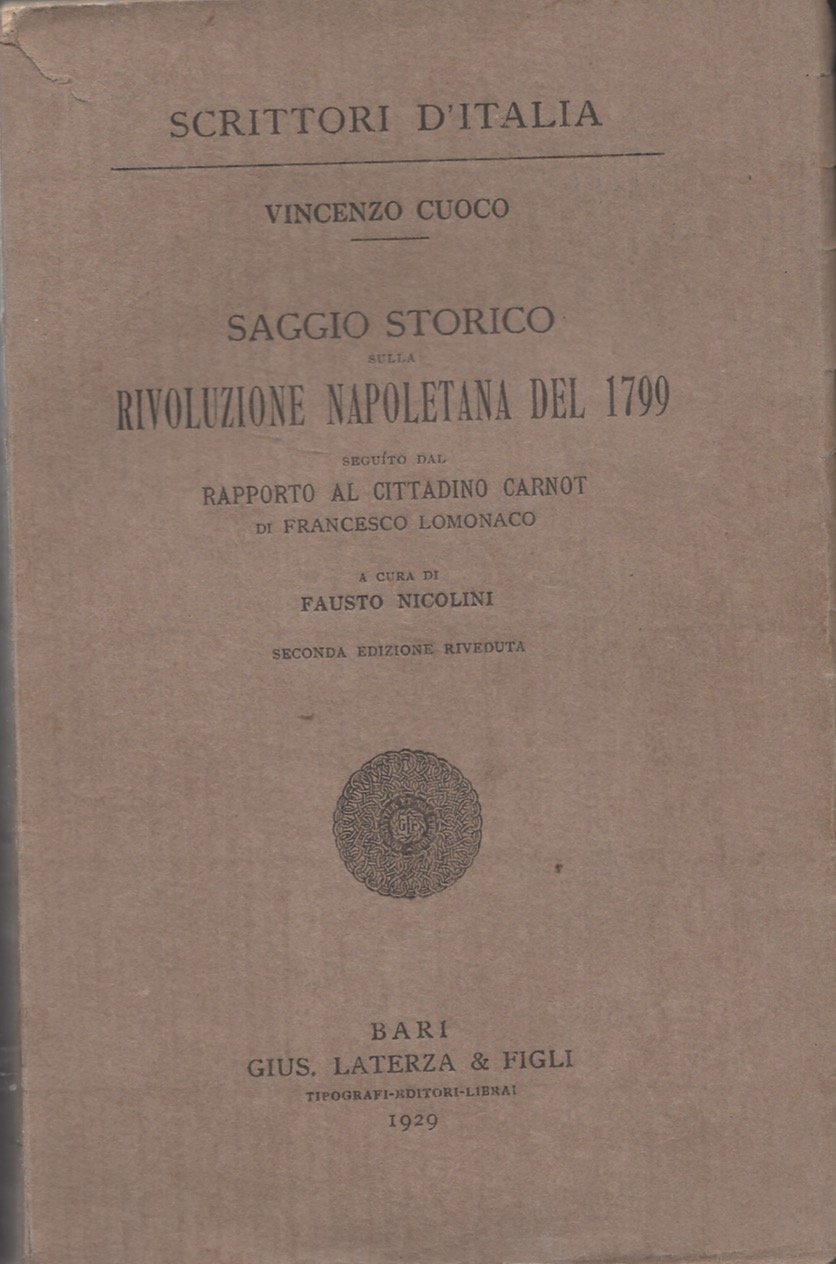 SCRITTORI D'ITALIA
VINCENZO CUOCO
SAGGIO STORICO
SULLA
RIVOLUZIONE NAPOLETANA DEL 1799
SEGUÍTO DAL
RAPPORTO AL CITTADINO CARNOT
DI FRANCESCO LOMONACO
A CURA DI
FAUSTO NICOLINI
SECONDA EDIZIONE RIVEDUTA
BARI
GIUS. LATERZA & FIGLI
TIPOGRAFI-EDITORI-LIBRAI
1929